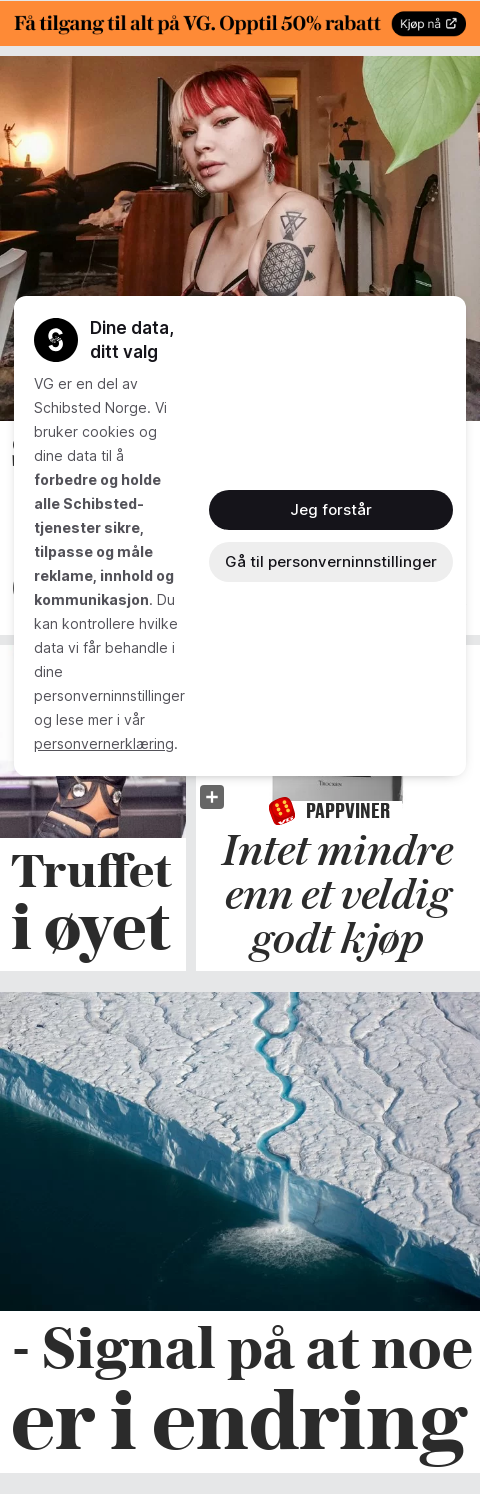 Få tilgang til alt på VG. Opptil 50% rabatt
Kjøp nå
Dine data,
ditt valg
VG er en del av
Schibsted Norge. Vi
bruker cookies og
dine data til å
forbedre og holde
alle Schibsted-
tjenester sikre,
tilpasse og måle
reklame, innhold og
kommunikasjon. Du
kan kontrollere hvilke
data vi får behandle i
dine
personverninnstillinger
og lese mer i vår
personvernerklæring.
Jeg forstår
Gå til personverninnstillinger
TROCKEN
PAPPVINER
Truffet
i øyet
Intet mindre
enn et veldig
godt kjøp
- Signal på at noe
er i endring